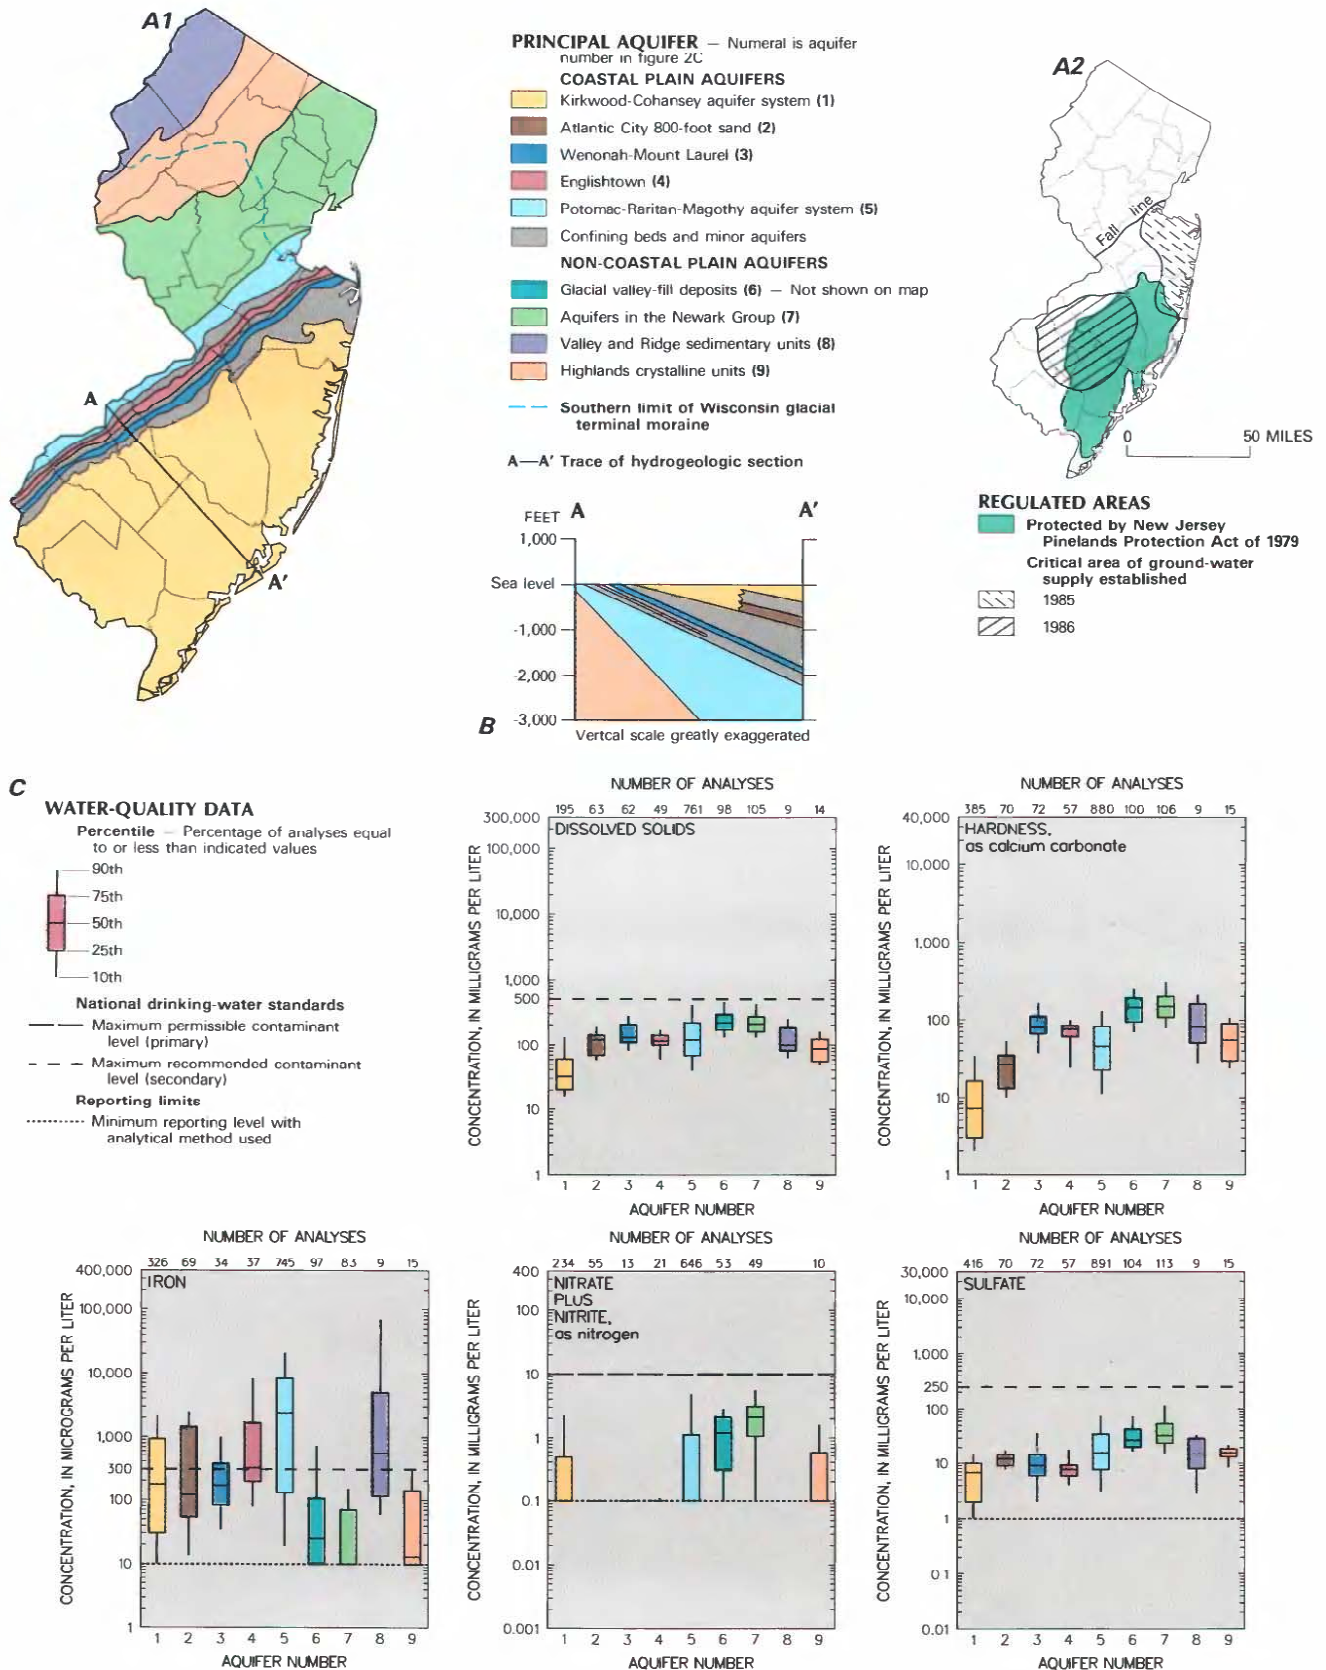 A1
PRINCIPAL AQUIFER — Numeral is aquifer
number in figure 2C
COASTAL PLAIN AQUIFERS
Kirkwood-Cohansey aquifer system (1)
Atlantic City 800-foot sand (2)
Wenonah-Mount Laurel (3)
Englishtown (4)
Potomac-Raritan-Magothy aquifer system (5)
Confining beds and minor aquifers
NON-COASTAL PLAIN AQUIFERS
Glacial valley-fill deposits (6) — Not shown on map
Aquifers in the Newark Group (7)
Valley and Ridge sedimentary units (8)
Highlands crystalline units (9)
Southern limit of Wisconsin glacial
terminal moraine
A—A' Trace of hydrogeologic section
A
A'
A2
Fall line
0 50 MILES
REGULATED AREAS
Protected by New Jersey
Pinelands Protection Act of 1979
Critical area of ground-water
supply established
1985
1986
FEET A A'
1,000
Sea level
-1,000
-2,000
-3,000
B
Vertcal scale greatly exaggerated
C
WATER-QUALITY DATA
Percentile — Percentage of analyses equal
to or less than indicated values
90th
75th
50th
25th
10th
National drinking-water standards
Maximum permissible contaminant
level (primary)
Maximum recommended contaminant
level (secondary)
Reporting limits
Minimum reporting level with
analytical method used
NUMBER OF ANALYSES
195 63 62 49 761 98 105 9 14
DISSOLVED SOLIDS
CONCENTRATION, IN MILLIGRAMS PER LITER
300,000
100,000
10,000
1,000
500
100
10
1
1 2 3 4 5 6 7 8 9
AQUIFER NUMBER
NUMBER OF ANALYSES
385 70 72 57 880 100 106 9 15
HARDNESS,
as calcium carbonate
CONCENTRATION, IN MILLIGRAMS PER LITER
40,000
10,000
1,000
100
10
1
1 2 3 4 5 6 7 8 9
AQUIFER NUMBER
NUMBER OF ANALYSES
326 69 34 37 745 97 83 9 15
IRON
CONCENTRATION, IN MICROGRAMS PER LITER
400,000
100,000
10,000
1,000
300
100
10
1
1 2 3 4 5 6 7 8 9
AQUIFER NUMBER
NUMBER OF ANALYSES
234 55 13 21 646 53 49 10
NITRATE
PLUS
NITRITE,
as nitrogen
CONCENTRATION, IN MILLIGRAMS PER LITER
400
100
10
1
0.1
0.01
0.001
1 2 3 4 5 6 7 8 9
AQUIFER NUMBER
NUMBER OF ANALYSES
416 70 72 57 891 104 113 9 15
SULFATE
CONCENTRATION, IN MILLIGRAMS PER LITER
30,000
10,000
1,000
250
100
10
1
0.1
0.01
1 2 3 4 5 6 7 8 9
AQUIFER NUMBER